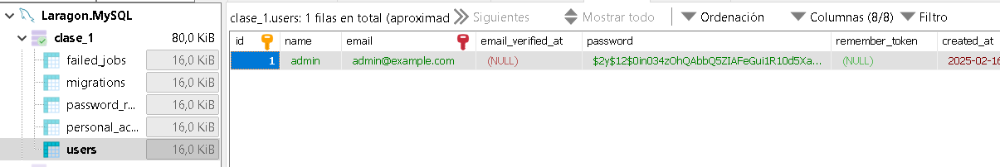 Laragon.MySQL
clase_1 80,0 KiB
failed_jobs 16,0 KiB
migrations 16,0 KiB
password_r... 16,0 KiB
personal_ac... 16,0 KiB
users 16,0 KiB
clase_1.users: 1 filas en total (aproximad Siguientes Mostrar todo Ordenación Columnas (8/8) Filtro
id name email email_verified_at password remember_token created_at
1 admin admin@example.com (NULL) $2y$12$0in034zOhQAbbQ5ZIAFeGui1R10d5Xa... (NULL) 2025-02-16